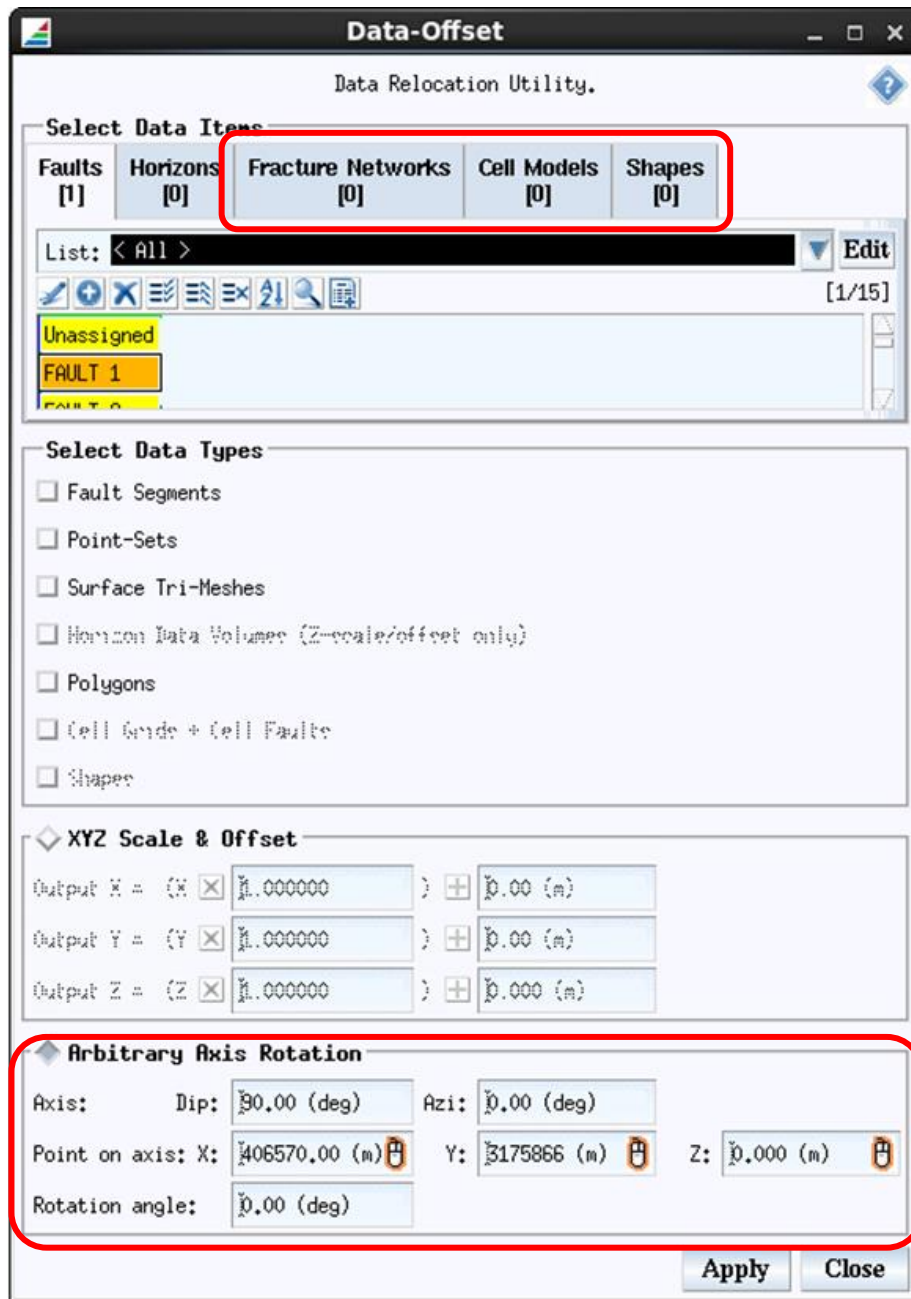 Data-Offset
Data Relocation Utility.
Select Data Items
Faults Horizons Fracture Networks Cell Models Shapes
[1] [0] [0] [0] [0]
List: < All > Edit
[1/15]
Unassigned
FAULT 1
Select Data Types
Fault Segments
Point-Sets
Surface Tri-Meshes
Horizon Data Volumes (Z-scale/offset only)
Polygons
Cell Grids + Cell Faults
Shapes
XYZ Scale & Offset
Output X = (X × 1.000000 ) + 0.00 (m)
Output Y = (Y × 1.000000 ) + 0.00 (m)
Output Z = (Z × 1.000000 ) + 0.000 (m)
Arbitrary Axis Rotation
Axis: Dip: 90.00 (deg) Azi: 0.00 (deg)
Point on axis: X: 406570.00 (m) Y: 3175866 (m) Z: 0.000 (m)
Rotation angle: 0.00 (deg)
Apply Close